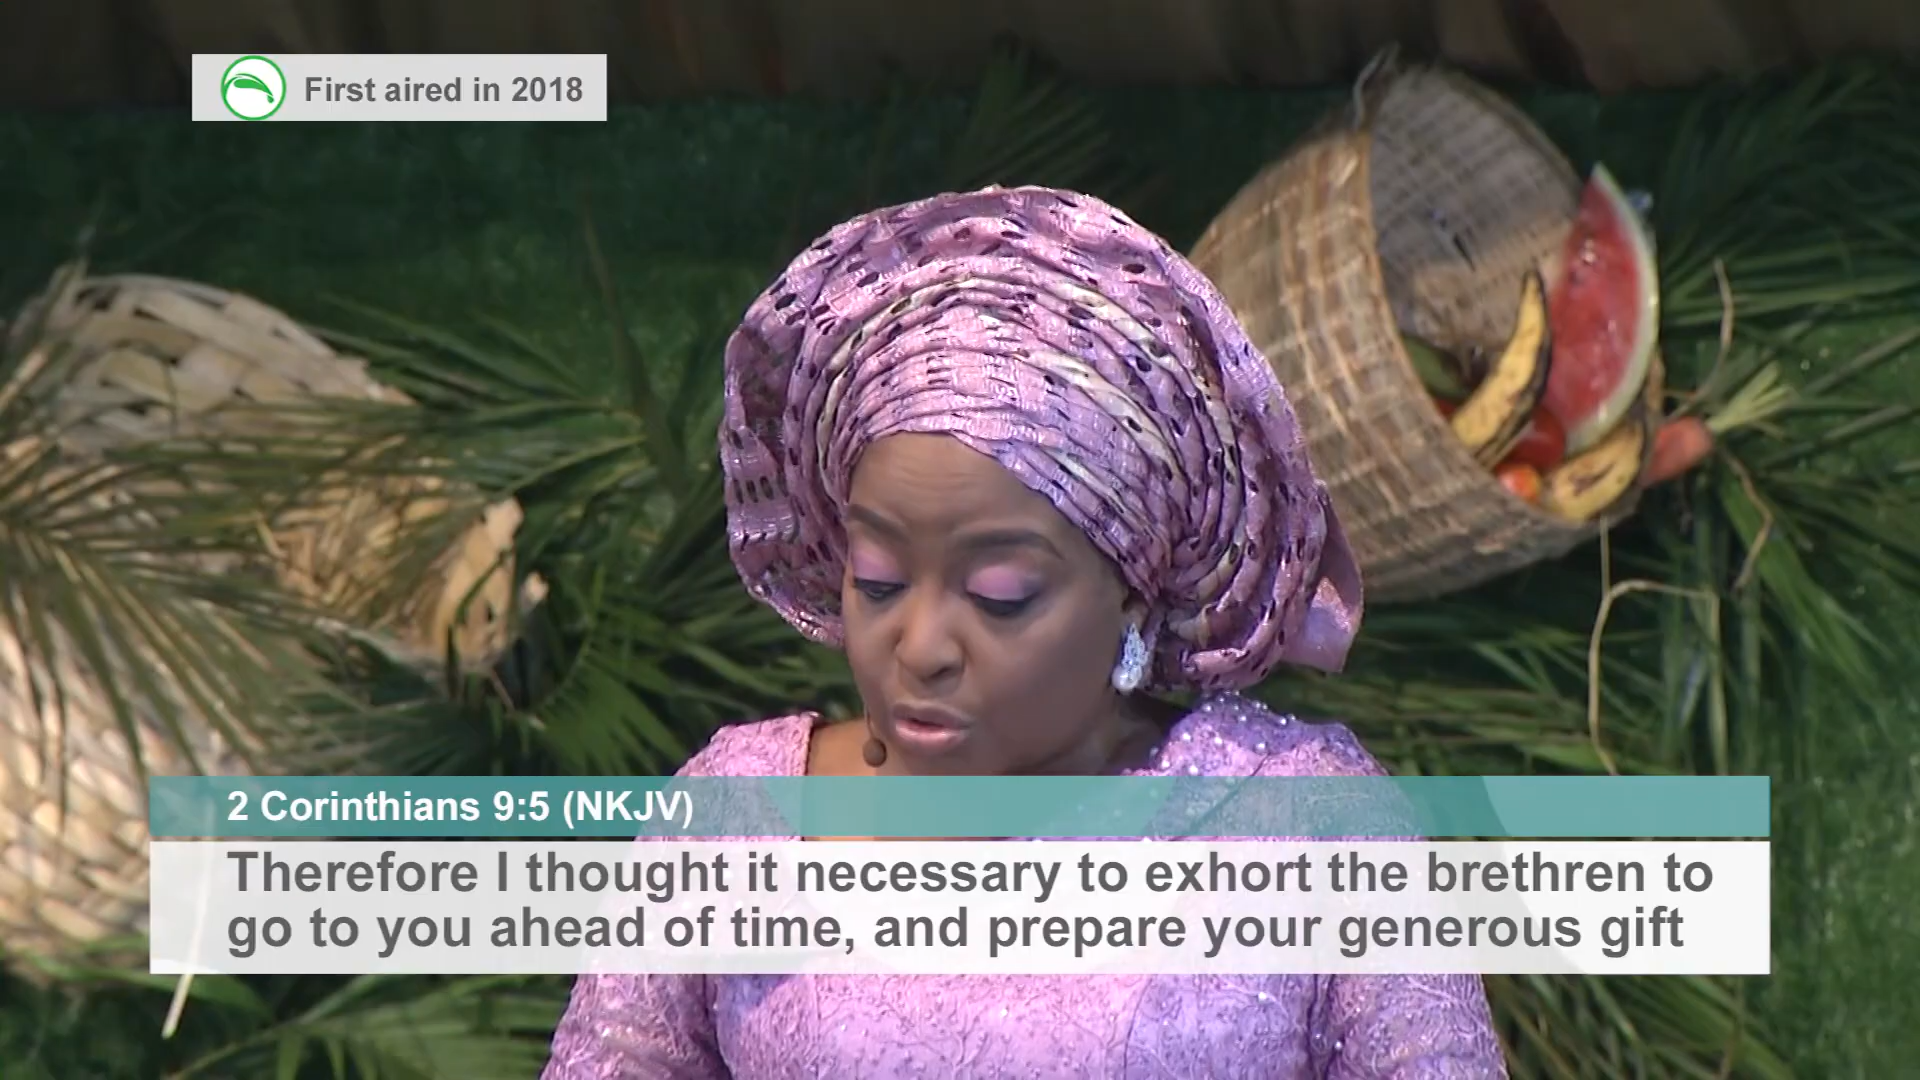 First aired in 2018
2 Corinthians 9:5 (NKJV)
Therefore I thought it necessary to exhort the brethren to
go to you ahead of time, and prepare your generous gift